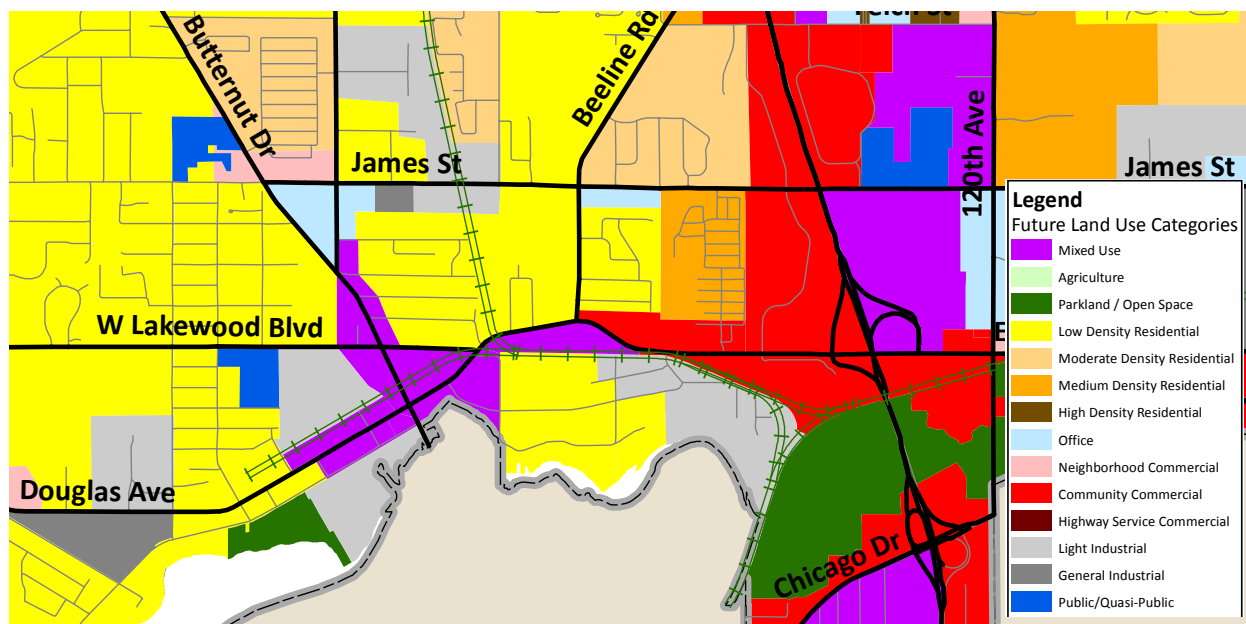 Felch St
Butternut Dr
Beeline Rd
120th Ave
James St
James St
W Lakewood Blvd
E
Douglas Ave
Chicago Dr
Legend
Future Land Use Categories
Mixed Use
Agriculture
Parkland / Open Space
Low Density Residential
Moderate Density Residential
Medium Density Residential
High Density Residential
Office
Neighborhood Commercial
Community Commercial
Highway Service Commercial
Light Industrial
General Industrial
Public/Quasi-Public